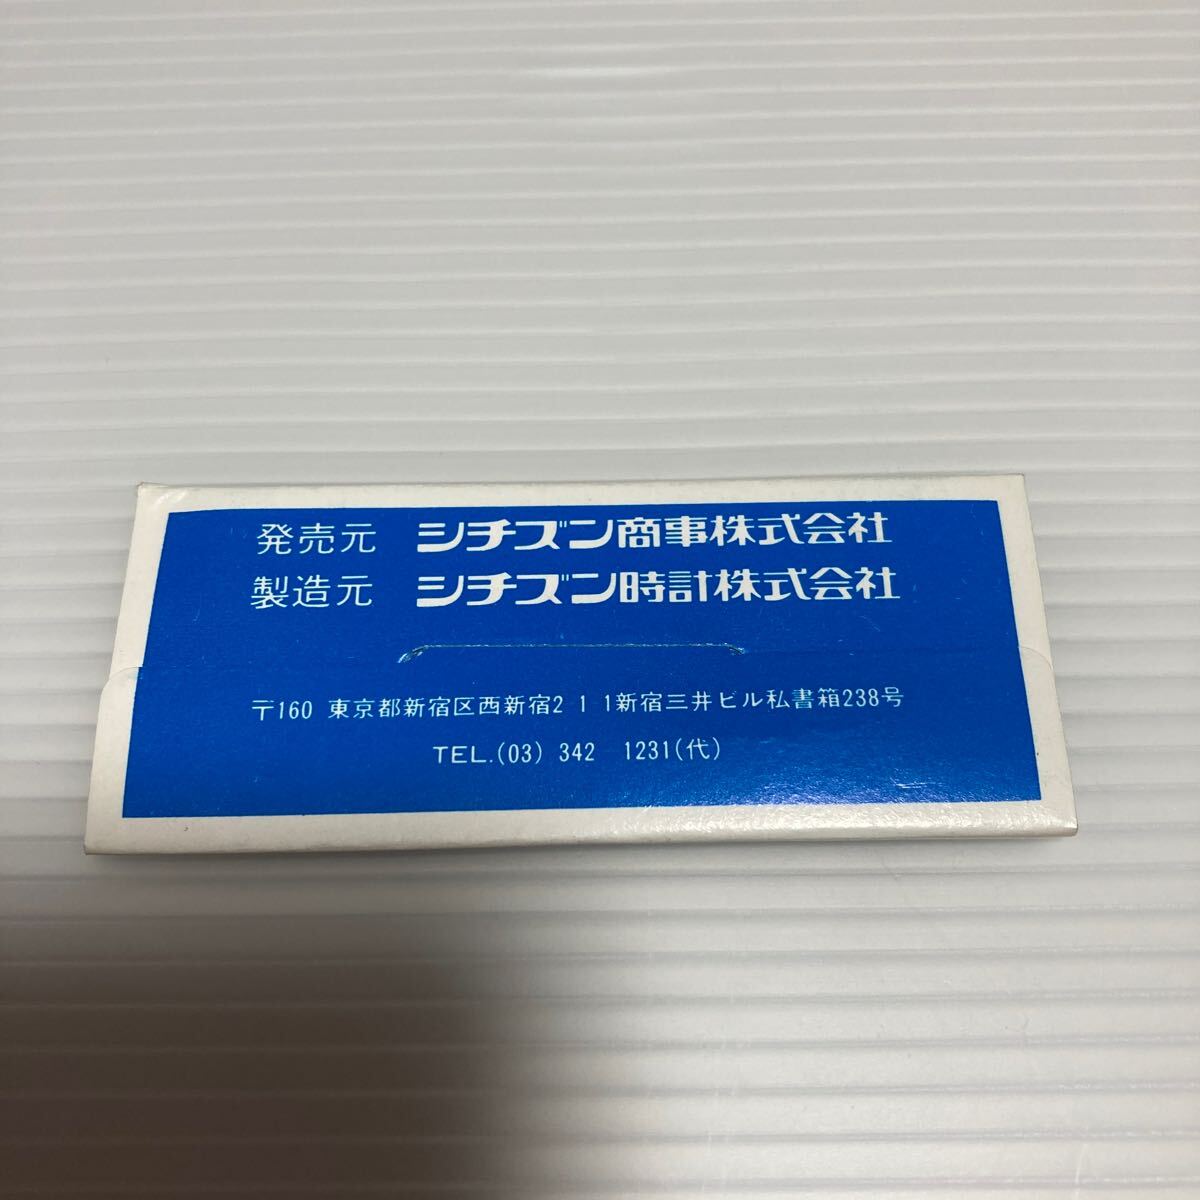 発売元 シチズン商事株式会社
製造元 シチズン時計株式会社
〒160 東京都新宿区西新宿2 1 1新宿三井ビル私書箱238号
TEL.(03) 342 1231(代)